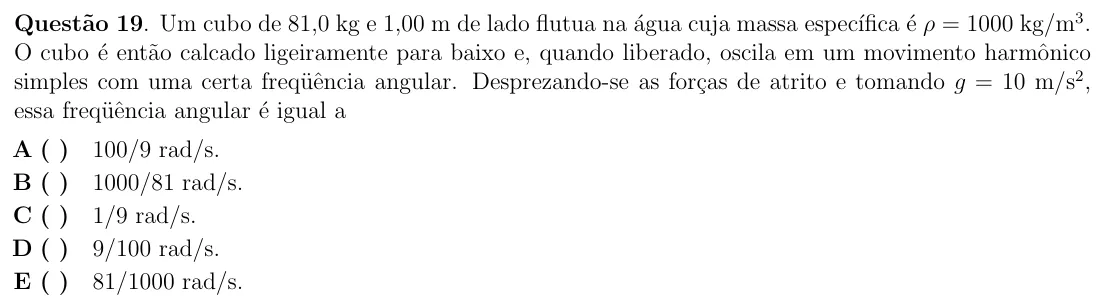 Questão 19. Um cubo de 81,0 kg e 1,00 m de lado flutua na água cuja massa específica é ρ = 1000 kg/m³.
O cubo é então calcado ligeiramente para baixo e, quando liberado, oscila em um movimento harmônico
simples com uma certa freqüência angular. Desprezando-se as forças de atrito e tomando g = 10 m/s²,
essa freqüência angular é igual a
A ( ) 100/9 rad/s.
B ( ) 1000/81 rad/s.
C ( ) 1/9 rad/s.
D ( ) 9/100 rad/s.
E ( ) 81/1000 rad/s.